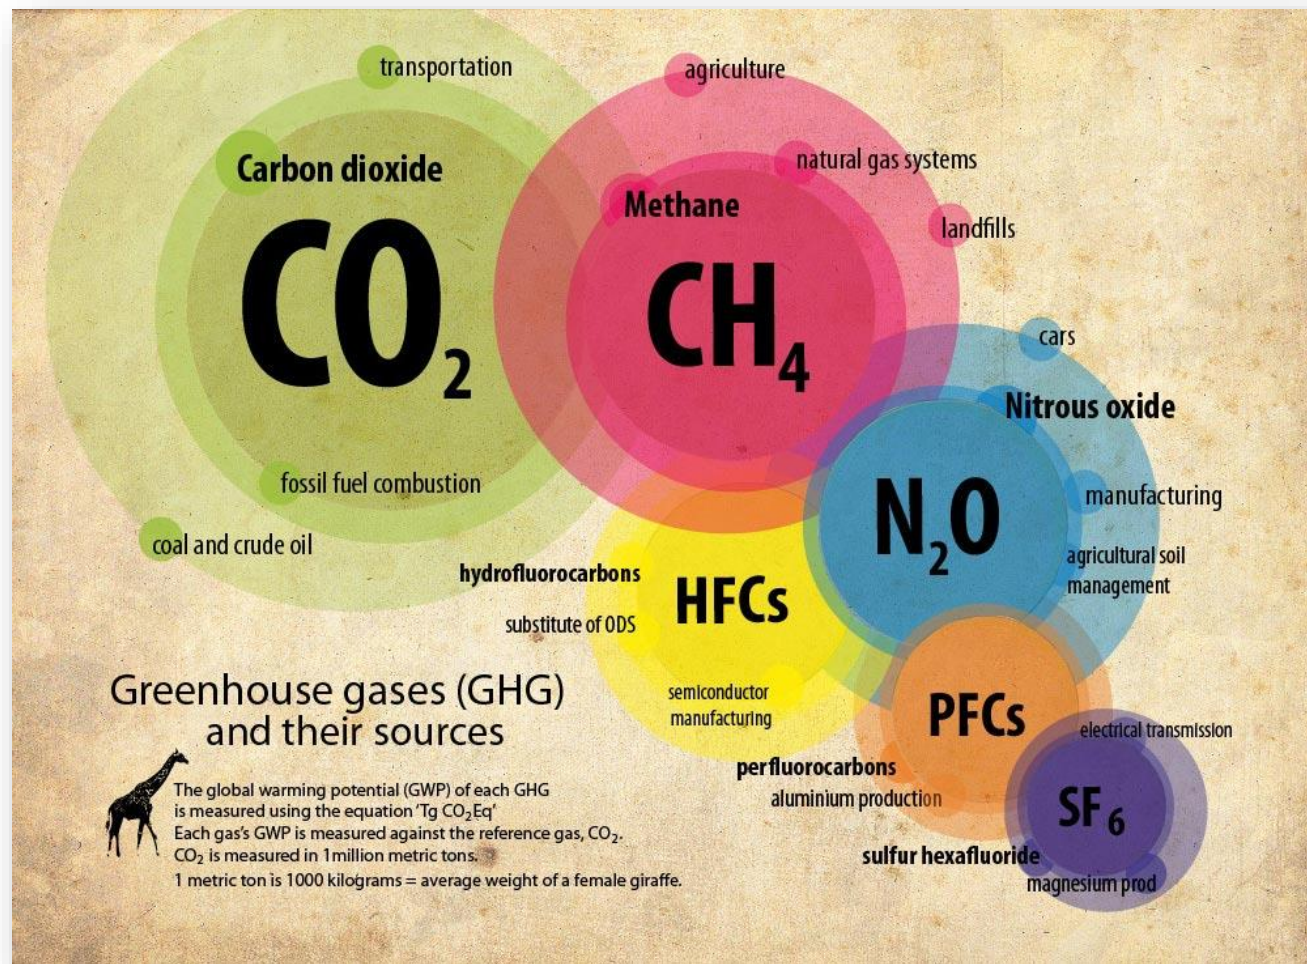 transportation
Carbon dioxide
CO₂
fossil fuel combustion
coal and crude oil
agriculture
natural gas systems
Methane
landfills
CH₄
cars
Nitrous oxide
N₂O
manufacturing
agricultural soil
management
hydrofluorocarbons
HFCs
substitute of ODS
semiconductor
manufacturing
PFCs
perfluorocarbons
aluminium production
electrical transmission
SF₆
sulfur hexafluoride
magnesium prod
Greenhouse gases (GHG)
and their sources
The global warming potential (GWP) of each GHG
is measured using the equation ‘Tg CO₂Eq’
Each gas’s GWP is measured against the reference gas, CO₂.
CO₂ is measured in 1million metric tons.
1 metric ton is 1000 kilograms = average weight of a female giraffe.